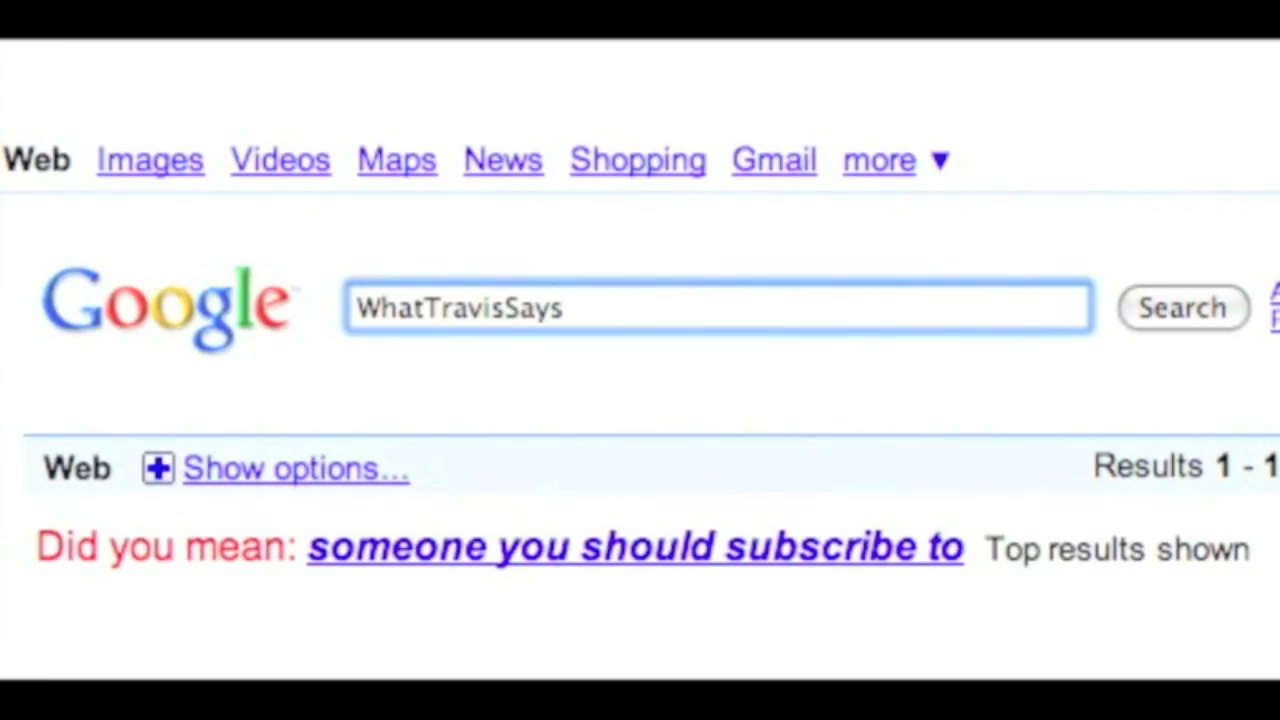 Web Images Videos Maps News Shopping Gmail more ▼
Google WhatTravisSays Search
Web Show options... Results 1 - 1
Did you mean: someone you should subscribe to Top results shown